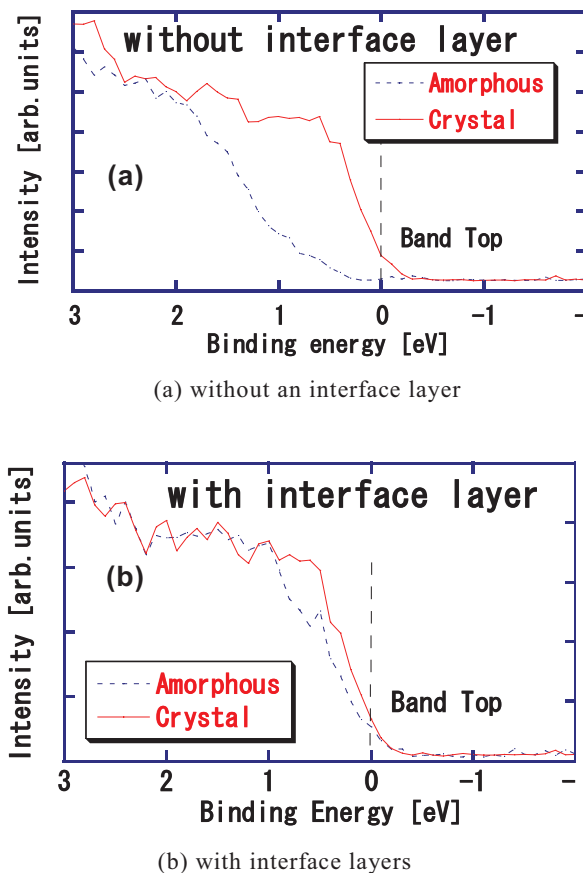 without interface layer
Amorphous
Crystal
(a)
Band Top
Intensity [arb.units]
3 2 1 0 -1 -
Binding energy [eV]
(a) without an interface layer
with interface layer
(b)
Amorphous
Crystal
Band Top
Intensity [arb.units]
3 2 1 0 -1 -
Binding Energy [eV]
(b) with interface layers